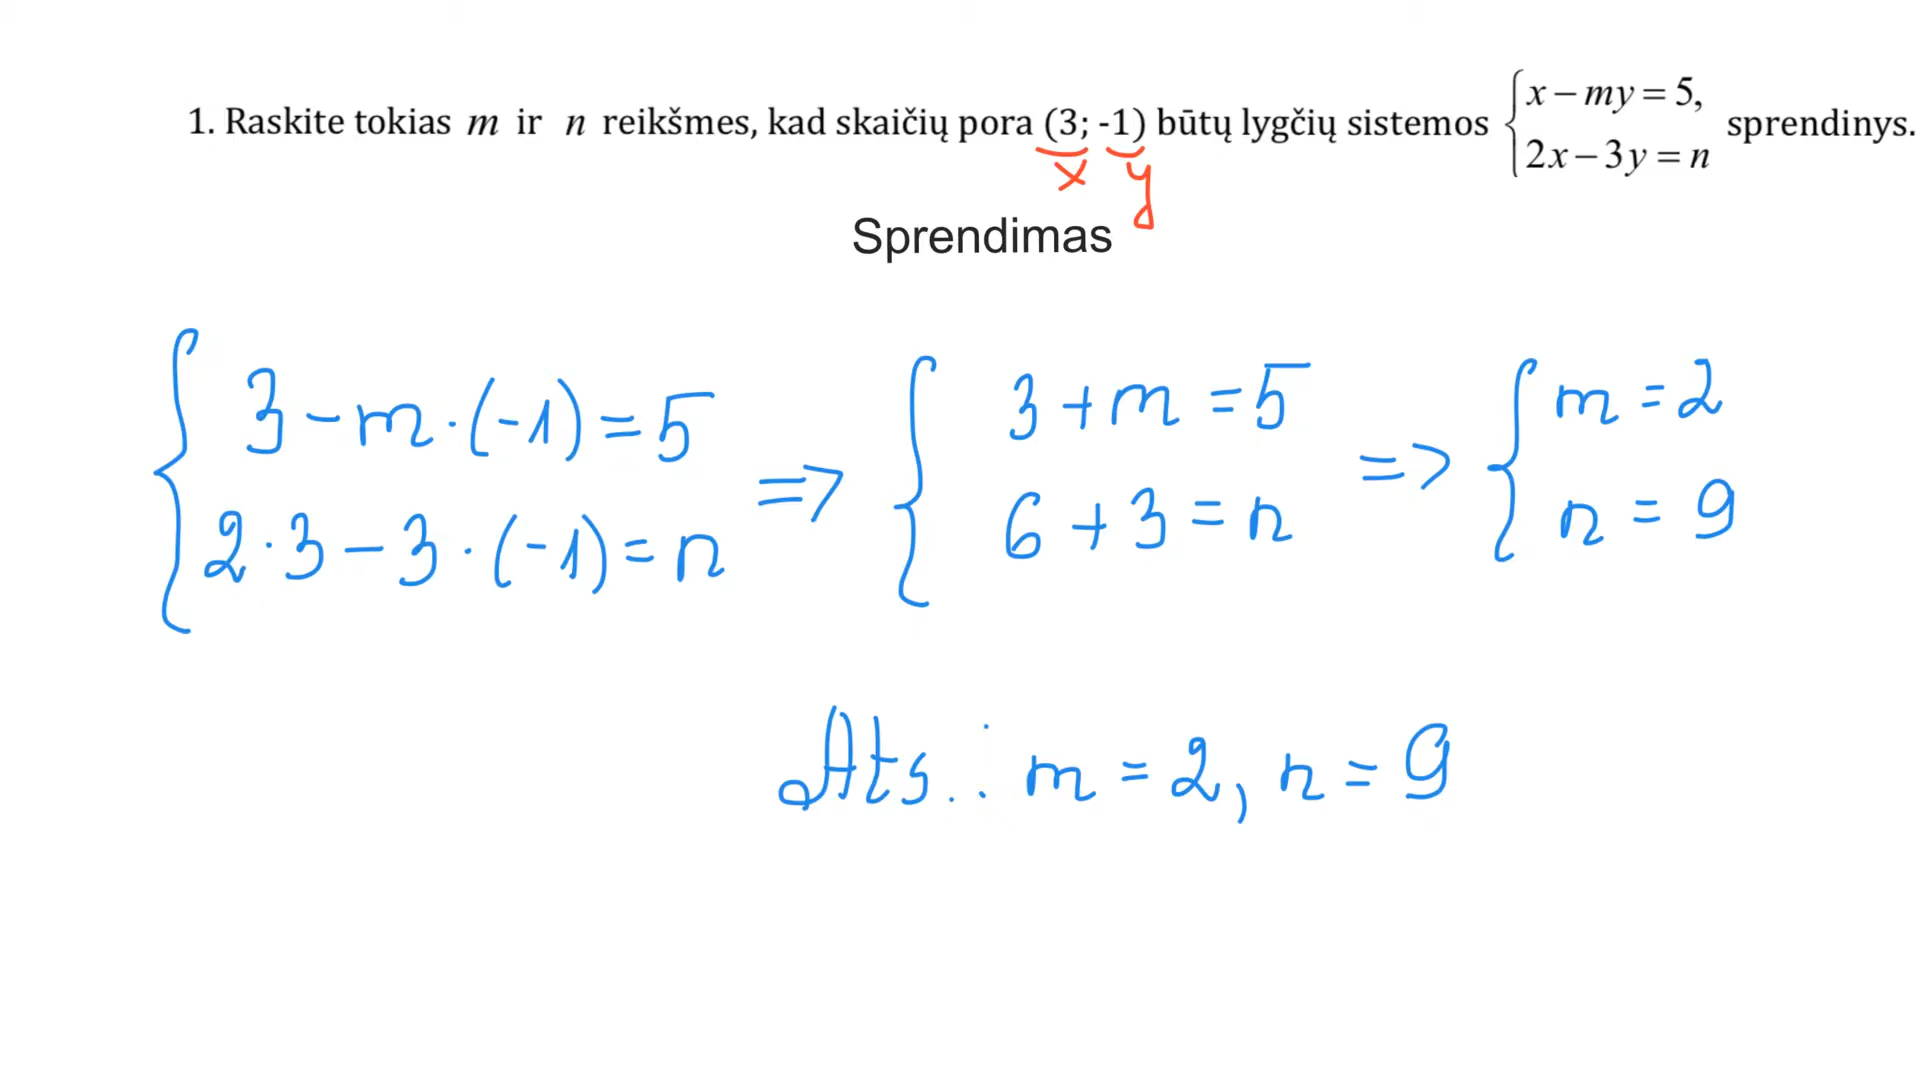 1. Raskite tokias m ir n reikšmes, kad skaičių pora (3; -1) būtų lygčių sistemos { x − my = 5, 2x − 3y = n sprendinys.
x y
Sprendimas
{ 3 − m · (−1) = 5 => { 3 + m = 5 => { m = 2
2 · 3 − 3 · (−1) = n 6 + 3 = n n = 9
Ats.: m = 2, n = 9